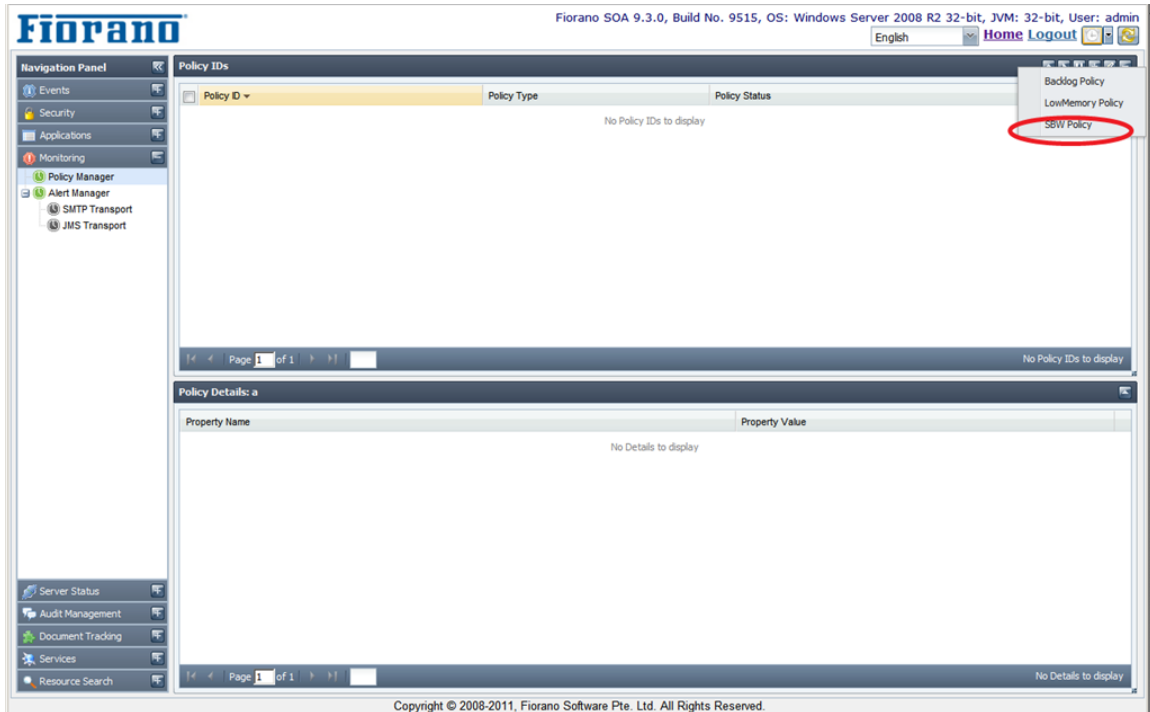 Fiorano
Fiorano SOA 9.3.0, Build No. 9515, OS: Windows Server 2008 R2 32-bit, JVM: 32-bit, User: admin
English Home Logout
Navigation Panel
Events
Security
Applications
Monitoring
Policy Manager
Alert Manager
SMTP Transport
JMS Transport
Server Status
Audit Management
Document Tracking
Services
Resource Search
Policy IDs
Policy ID Policy Type Policy Status
No Policy IDs to display
Backlog Policy
LowMemory Policy
SBW Policy
Page 1 of 1 No Policy IDs to display
Policy Details: a
Property Name Property Value
No Details to display
Page 1 of 1 No Details to display
Copyright © 2008-2011, Fiorano Software Pte. Ltd. All Rights Reserved.